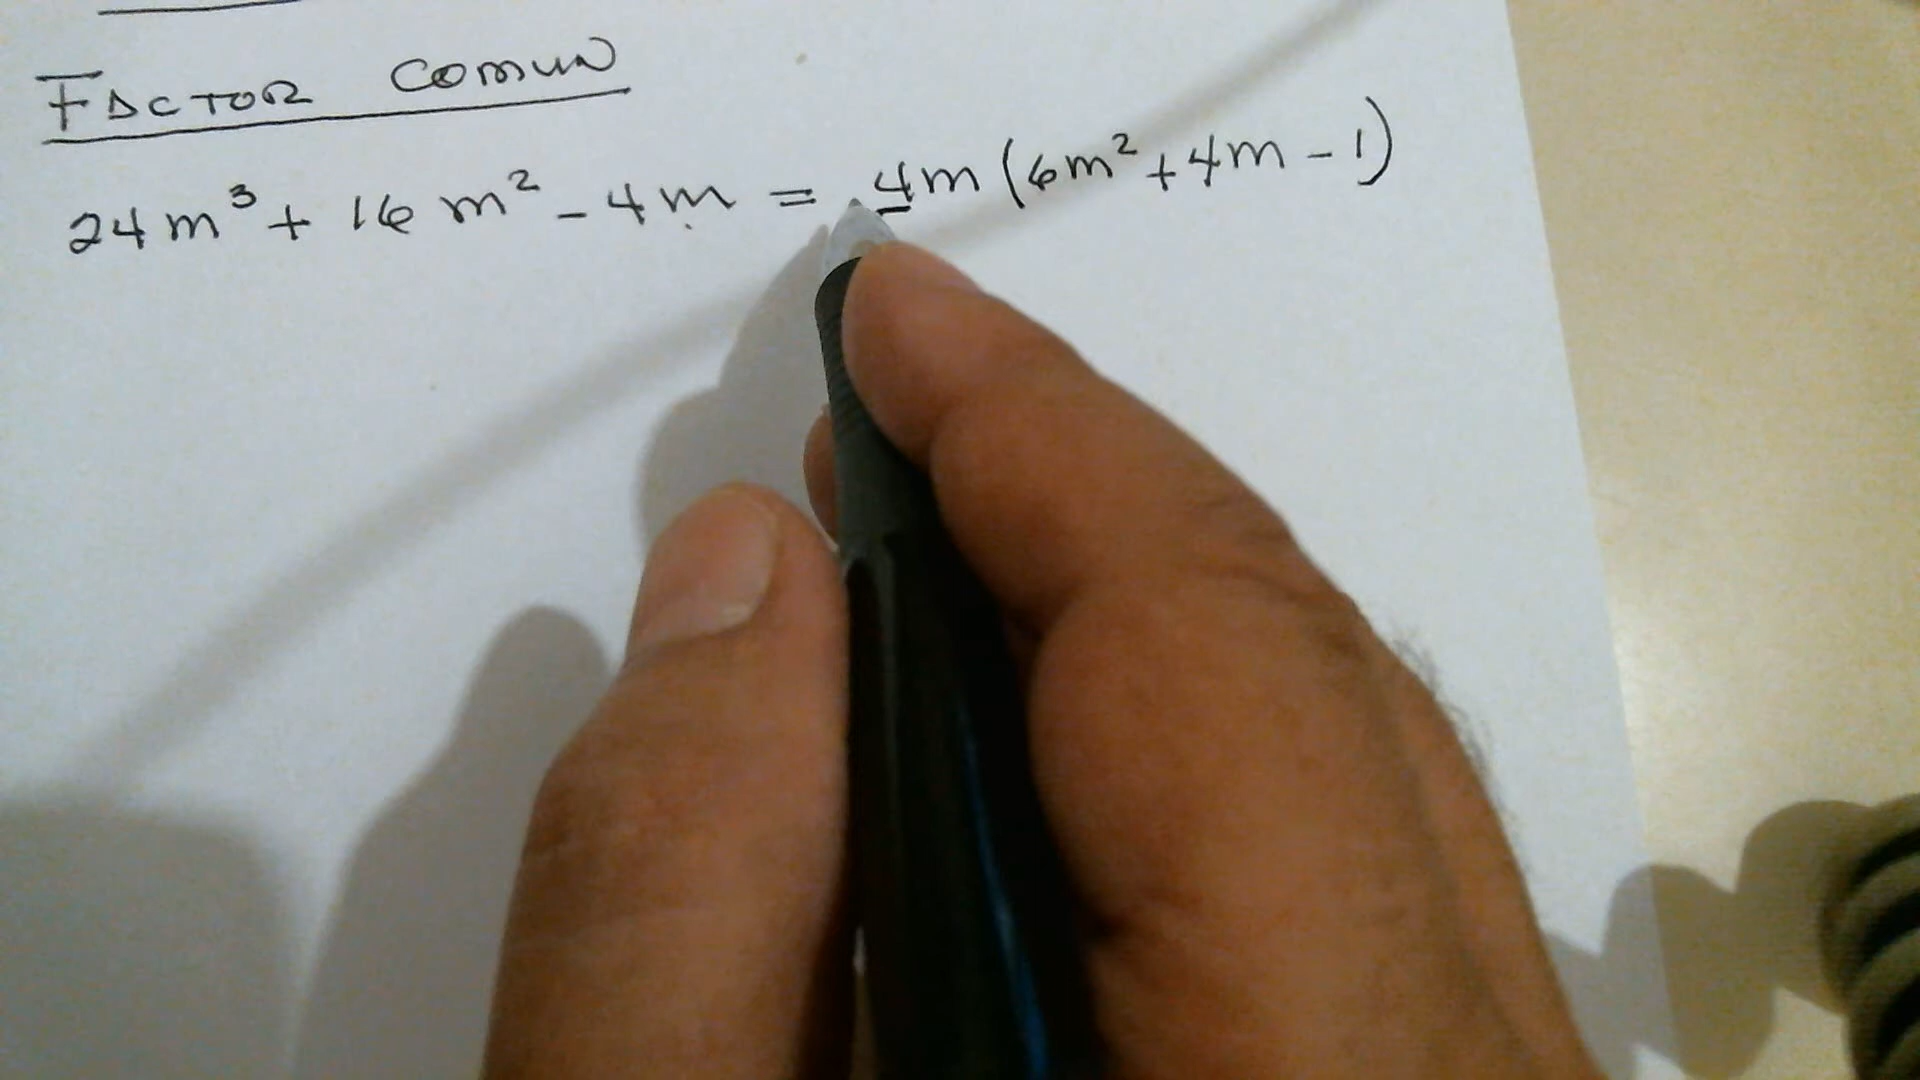 FACTOR COMUN
24m³ + 16m² - 4m = 4m (6m² + 4m - 1)